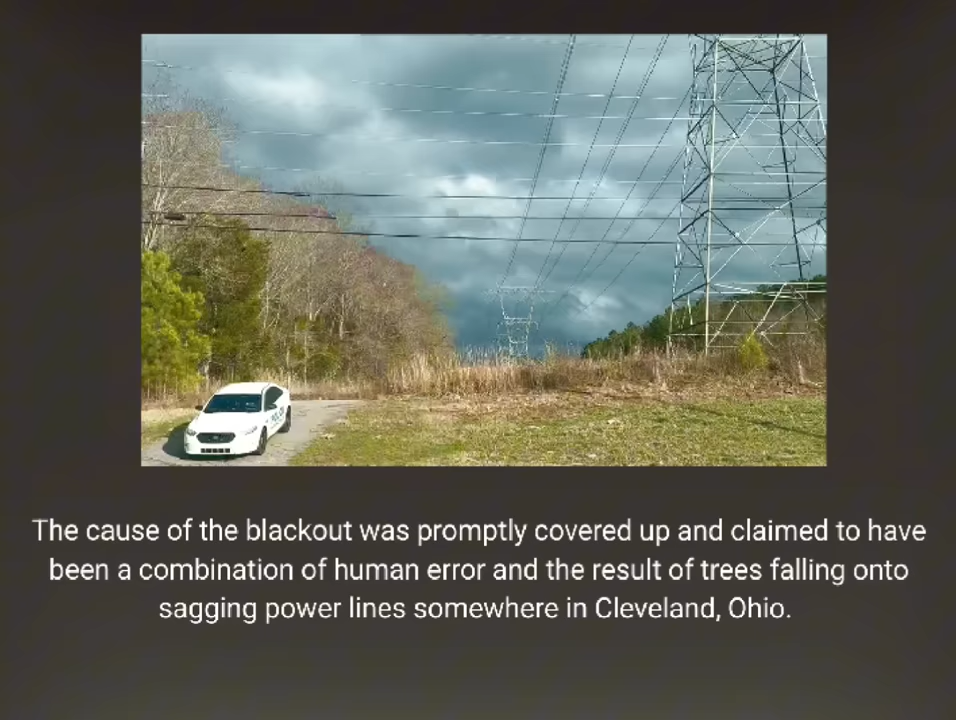 The cause of the blackout was promptly covered up and claimed to have
been a combination of human error and the result of trees falling onto
sagging power lines somewhere in Cleveland, Ohio.